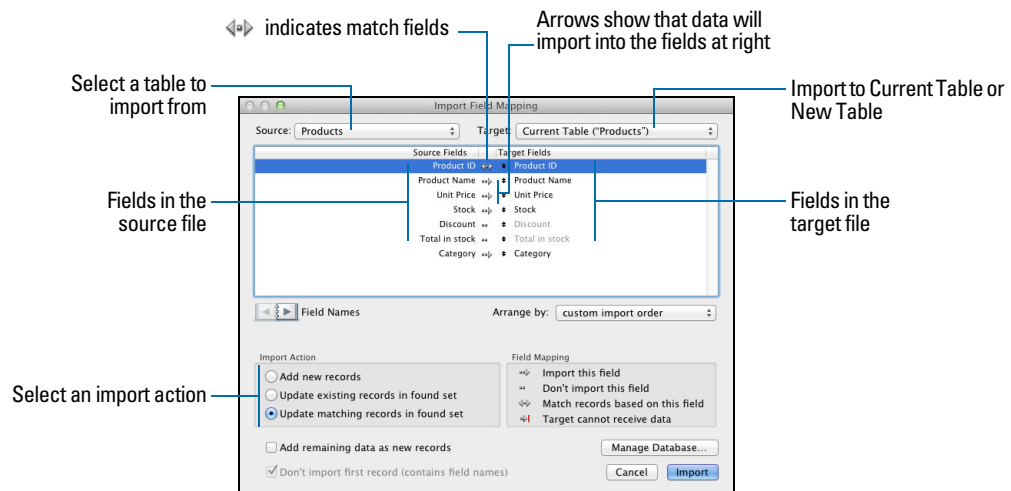 indicates match fields
Arrows show that data will
import into the fields at right
Select a table to
import from
Import to Current Table or
New Table
Import Field Mapping
Source: Products
Target: Current Table ("Products")
Source Fields Target Fields
Product ID Product ID
Product Name Product Name
Unit Price Unit Price
Stock Stock
Discount Discount
Total in stock Total in stock
Category Category
Fields in the
source file
Fields in the
target file
Field Names
Arrange by: custom import order
Import Action
Add new records
Update existing records in found set
Update matching records in found set
Select an import action
Field Mapping
Import this field
Don't import this field
Match records based on this field
Target cannot receive data
Add remaining data as new records
Manage Database...
Don't import first record (contains field names)
Cancel Import